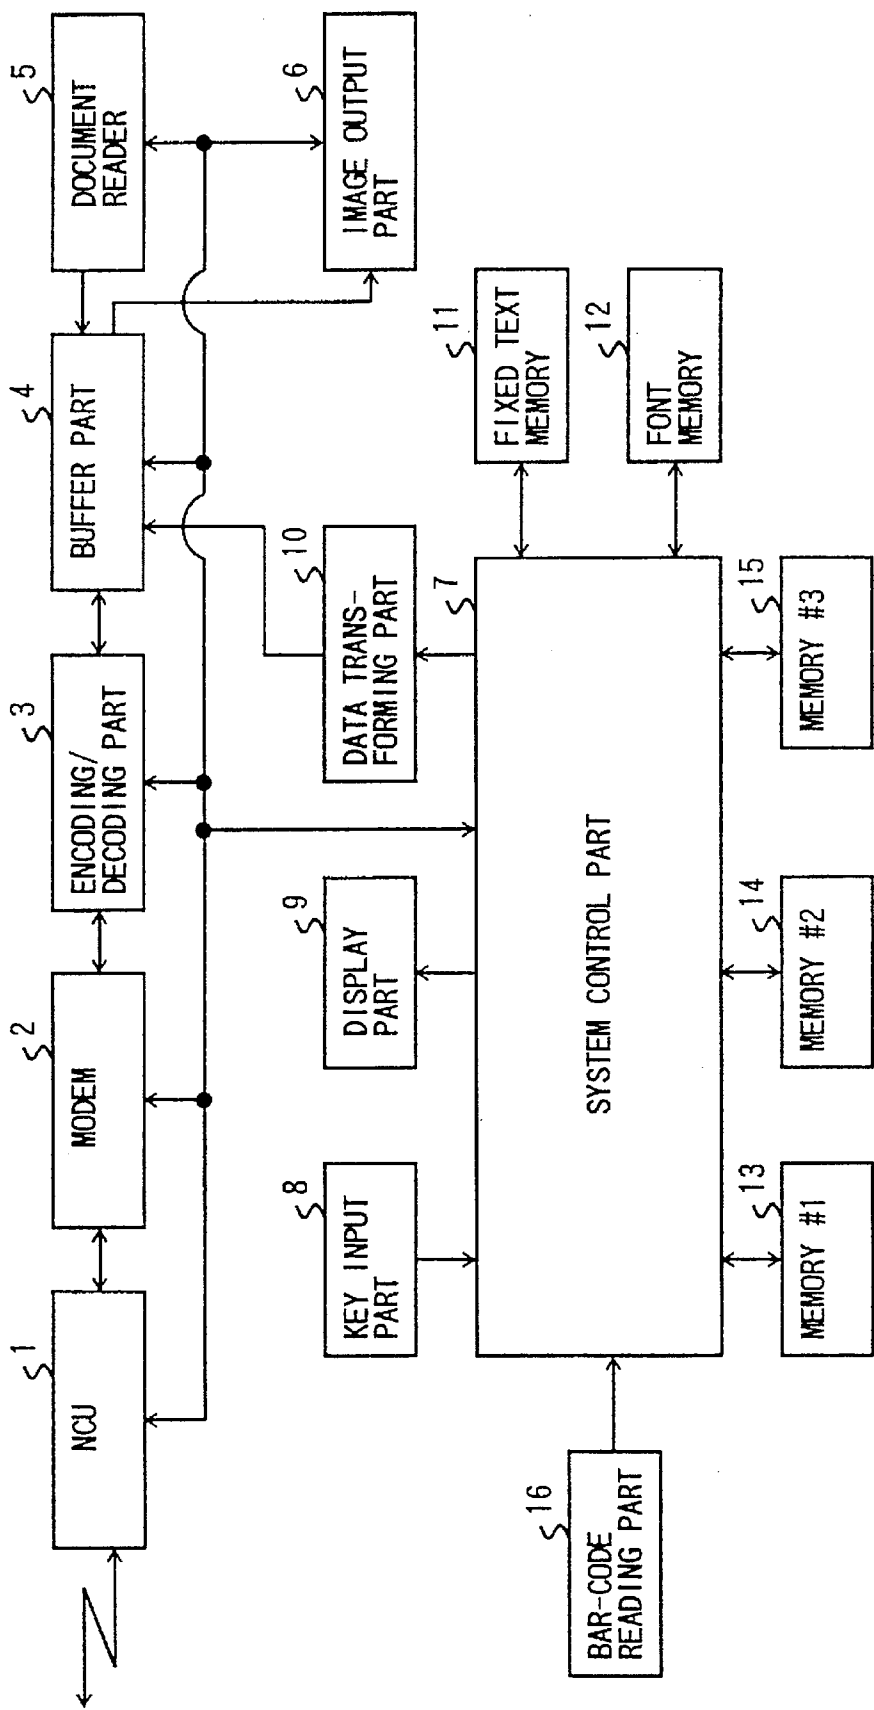 1
NCU
2
MODEM
3
ENCODING/
DECODING PART
4
BUFFER PART
5
DOCUMENT
READER
6
IMAGE OUTPUT
PART
8
KEY INPUT
PART
9
DISPLAY
PART
10
DATA TRANS-
FORMING PART
7
SYSTEM CONTROL PART
11
FIXED TEXT
MEMORY
12
FONT
MEMORY
16
BAR-CODE
READING PART
13
MEMORY #1
14
MEMORY #2
15
MEMORY #3